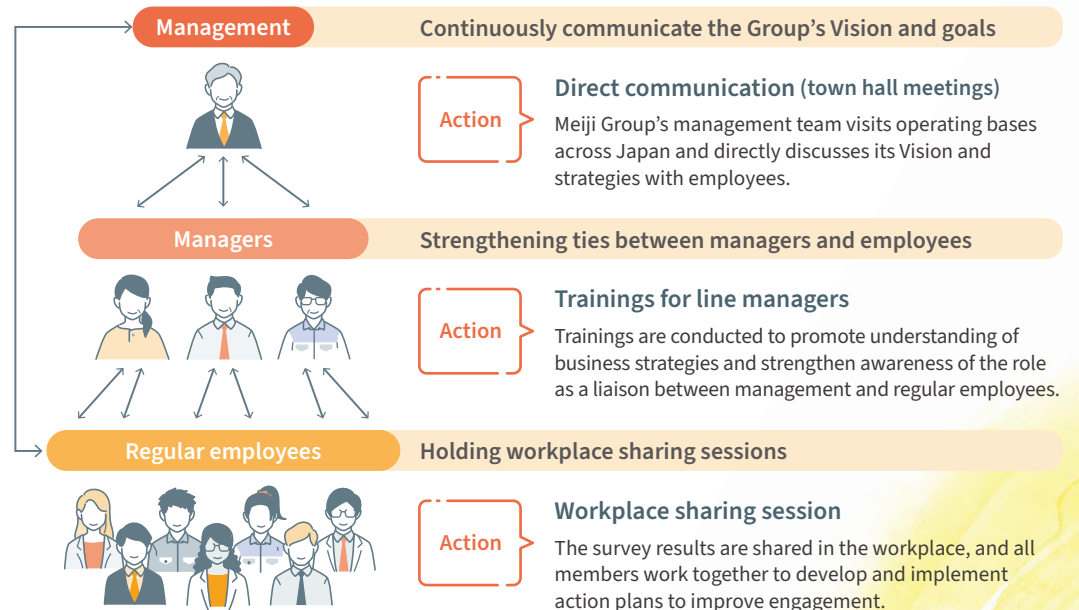 Management
Continuously communicate the Group's Vision and goals
Action
Direct communication (town hall meetings)
Meiji Group's management team visits operating bases
across Japan and directly discusses its Vision and
strategies with employees.
Managers
Strengthening ties between managers and employees
Action
Trainings for line managers
Trainings are conducted to promote understanding of
business strategies and strengthen awareness of the role
as a liaison between management and regular employees.
Regular employees
Holding workplace sharing sessions
Action
Workplace sharing session
The survey results are shared in the workplace, and all
members work together to develop and implement
action plans to improve engagement.